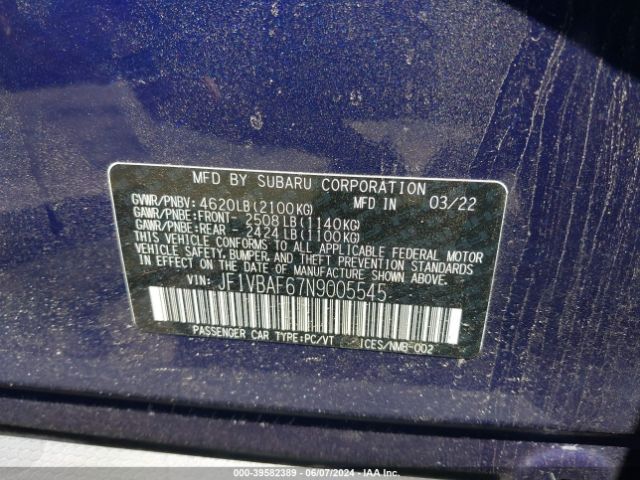 MFD BY SUBARU CORPORATION
GVWR/PNBV: 4620LB(2100KG) MFD IN 03/22
GAWR/PNBE:FRONT- 2508LB(1140KG)
GAWR/PNBE:REAR - 2424LB(1100KG)
THIS VEHICLE CONFORMS TO ALL APPLICABLE FEDERAL MOTOR
VEHICLE SAFETY, BUMPER, AND THEFT PREVENTION STANDARDS
IN EFFECT ON THE DATE OF MANUFACTURE SHOWN ABOVE.
VIN: JF1VBAF67N9005545
PASSENGER CAR TYPE:PC/VT ICES/NMB-002
000-39582389 - 06/07/2024 - IAA Inc.